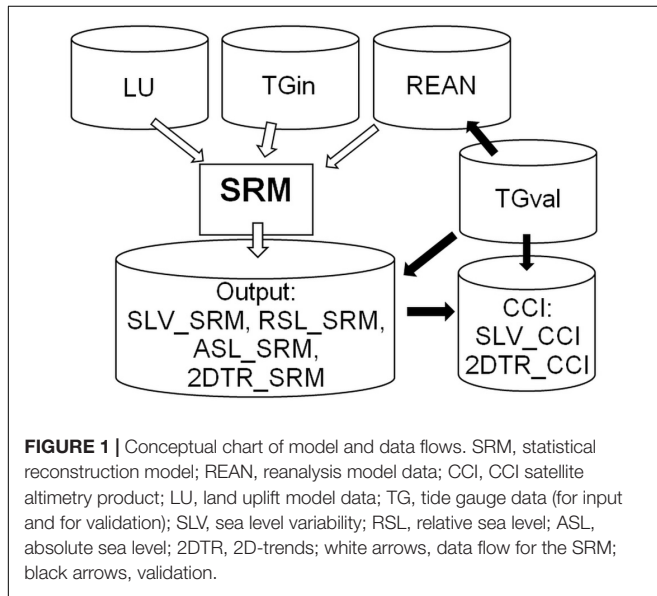 LU
TGin
REAN
SRM
TGval
Output:
SLV_SRM, RSL_SRM,
ASL_SRM,
2DTR_SRM
CCI:
SLV_CCI
2DTR_CCI
FIGURE 1 | Conceptual chart of model and data flows. SRM, statistical
reconstruction model; REAN, reanalysis model data; CCI, CCI satellite
altimetry product; LU, land uplift model data; TG, tide gauge data (for input
and for validation); SLV, sea level variability; RSL, relative sea level; ASL,
absolute sea level; 2DTR, 2D-trends; white arrows, data flow for the SRM;
black arrows, validation.